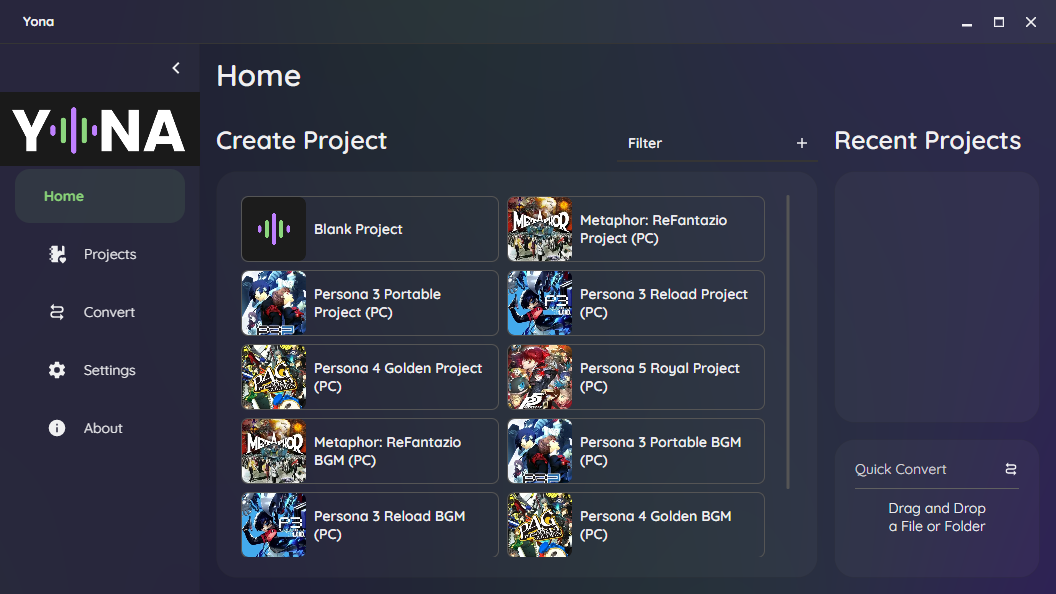 Yona
YONA
Home
Projects
Convert
Settings
About
Home
Create Project
Filter
Blank Project
Metaphor: ReFantazio
Project (PC)
Persona 3 Portable
Project (PC)
Persona 3 Reload Project
(PC)
Persona 4 Golden Project
(PC)
Persona 5 Royal Project
(PC)
Metaphor: ReFantazio
BGM (PC)
Persona 3 Portable BGM
(PC)
Persona 3 Reload BGM
(PC)
Persona 4 Golden BGM
(PC)
Recent Projects
Quick Convert
Drag and Drop
a File or Folder